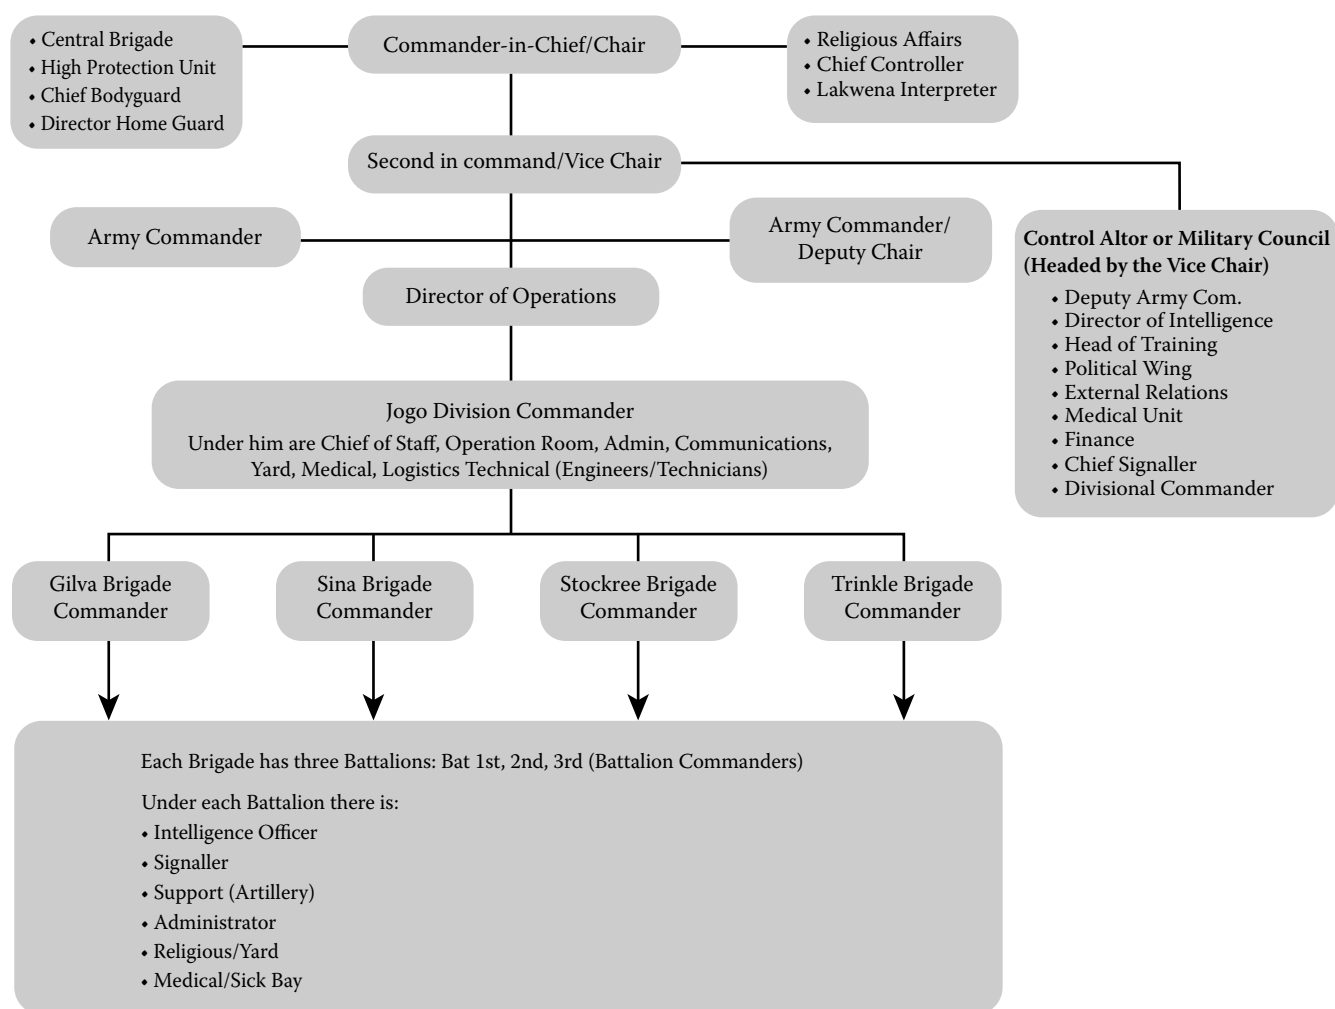 • Central Brigade
• High Protection Unit
• Chief Bodyguard
• Director Home Guard
Commander-in-Chief/Chair
• Religious Affairs
• Chief Controller
• Lakwena Interpreter
Second in command/Vice Chair
Army Commander
Army Commander/
Deputy Chair
Control Altor or Military Council
(Headed by the Vice Chair)
• Deputy Army Com.
• Director of Intelligence
• Head of Training
• Political Wing
• External Relations
• Medical Unit
• Finance
• Chief Signaller
• Divisional Commander
Director of Operations
Jogo Division Commander
Under him are Chief of Staff, Operation Room, Admin, Communications,
Yard, Medical, Logistics Technical (Engineers/Technicians)
Gilva Brigade
Commander
Sina Brigade
Commander
Stockree Brigade
Commander
Trinkle Brigade
Commander
Each Brigade has three Battalions: Bat 1st, 2nd, 3rd (Battalion Commanders)
Under each Battalion there is:
• Intelligence Officer
• Signaller
• Support (Artillery)
• Administrator
• Religious/Yard
• Medical/Sick Bay